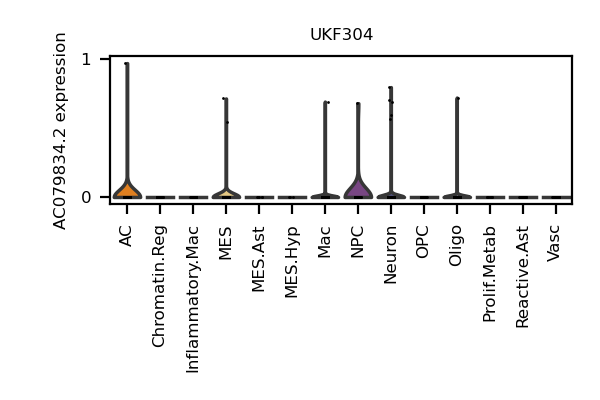 UKF304
AC079834.2 expression
1
0
AC
Chromatin.Reg
Inflammatory.Mac
MES
MES.Ast
MES.Hyp
Mac
NPC
Neuron
OPC
Oligo
Prolif.Metab
Reactive.Ast
Vasc